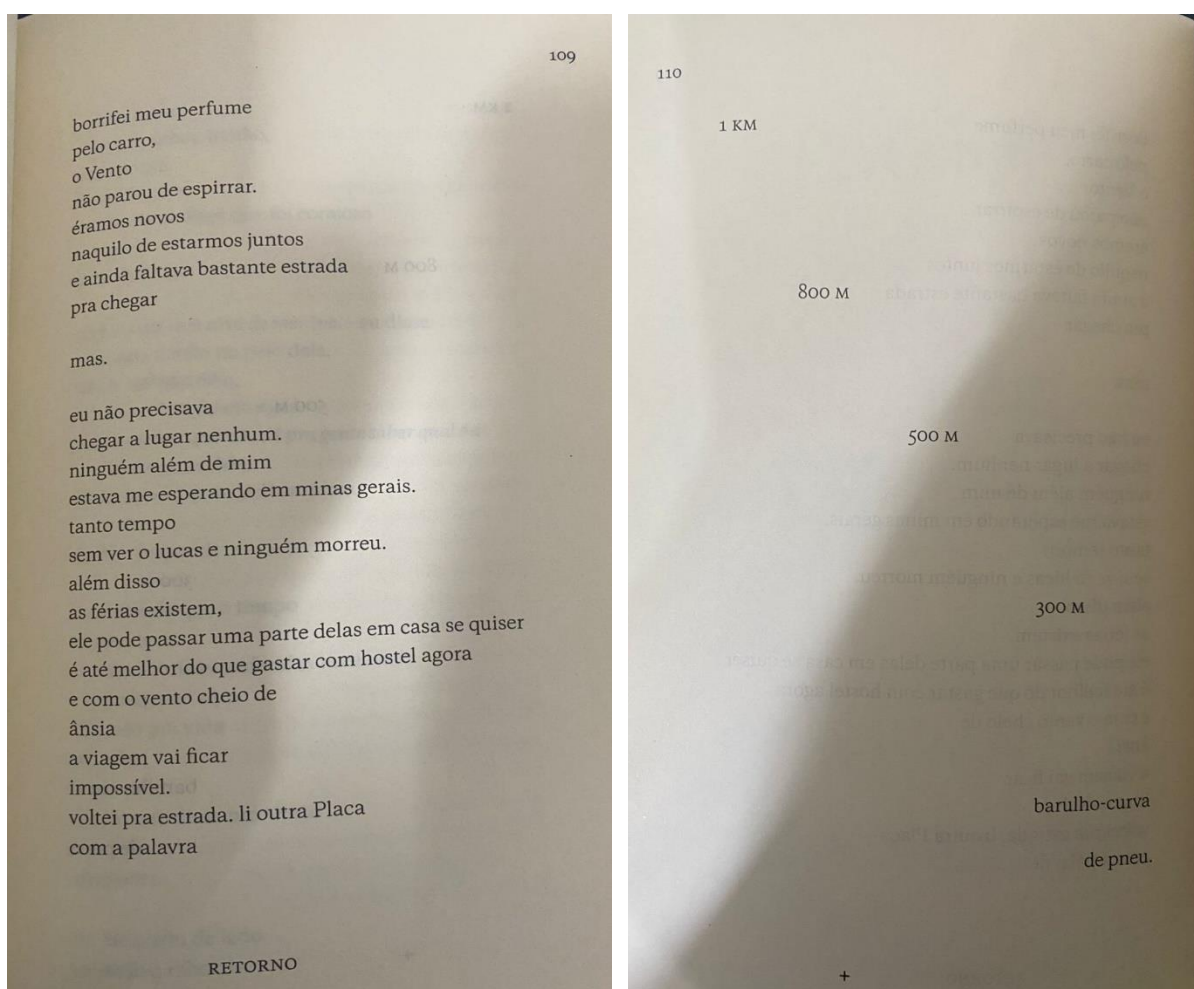 109
borrifei meu perfume
pelo carro,
o Vento
não parou de espirrar.
éramos novos
naquilo de estarmos juntos
e ainda faltava bastante estrada
pra chegar
mas.
eu não precisava
chegar a lugar nenhum.
ninguém além de mim
estava me esperando em minas gerais.
tanto tempo
sem ver o lucas e ninguém morreu.
além disso
as férias existem,
ele pode passar uma parte delas em casa se quiser
é até melhor do que gastar com hostel agora
e com o vento cheio de
ânsia
a viagem vai ficar
impossível.
voltei pra estrada. li outra Placa
com a palavra
RETORNO
110
1 KM
800 M
500 M
300 M
barulho-curva
de pneu.
+